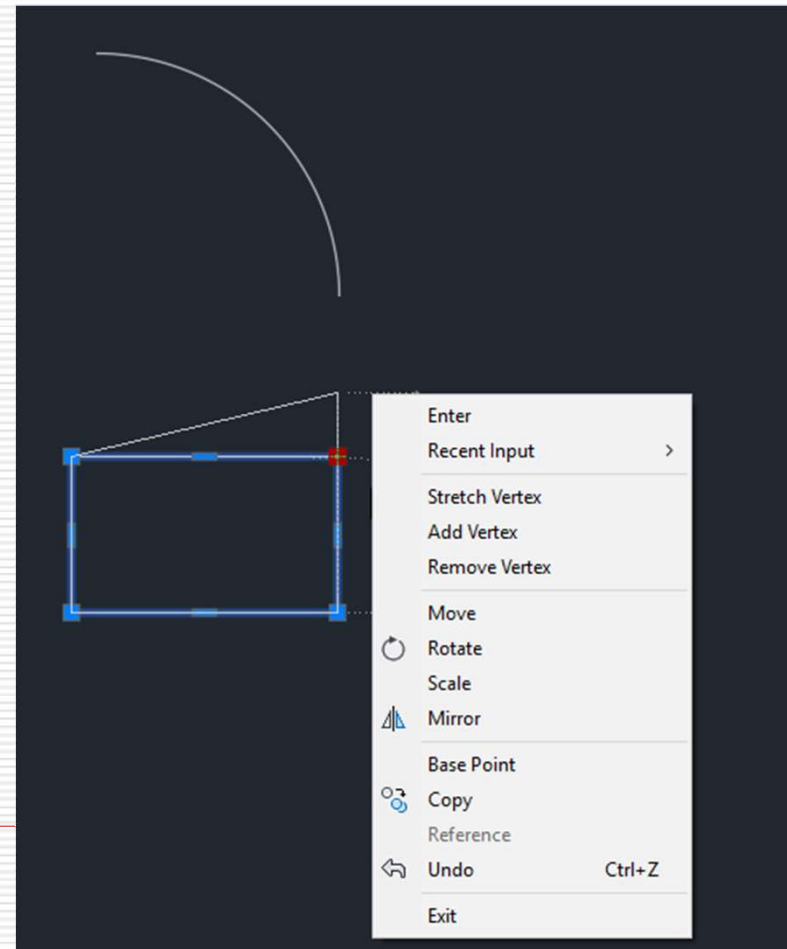 Enter
Recent Input
Stretch Vertex
Add Vertex
Remove Vertex
Move
Rotate
Scale
Mirror
Base Point
Copy
Reference
Undo Ctrl+Z
Exit